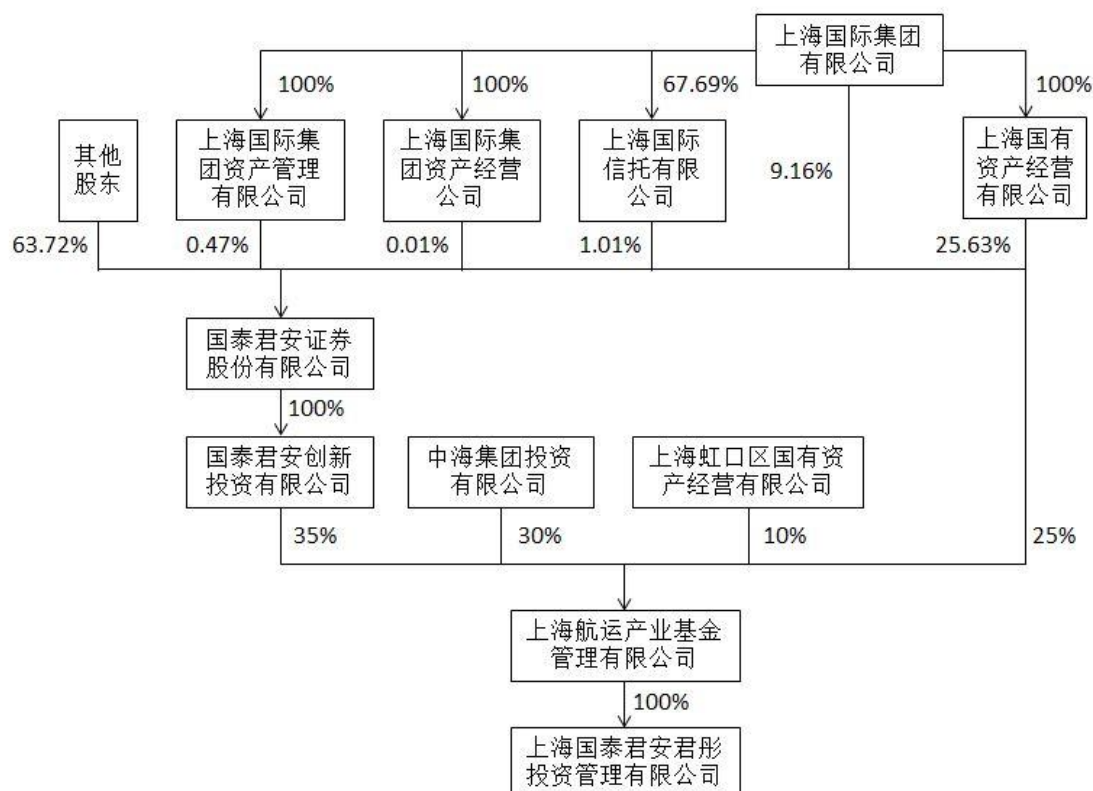 上海国际集团
有限公司
100%
100%
67.69%
100%
其他
股东
上海国际集
团资产管理
有限公司
上海国际集
团资产经营
公司
上海国际
信托有限公
司
9.16%
上海国有
资产经营
有限公司
63.72%
0.47%
0.01%
1.01%
25.63%
国泰君安证券
股份有限公司
100%
国泰君安创新
投资有限公司
中海集团投资
有限公司
上海虹口区国有资
产经营有限公司
35%
30%
10%
25%
上海航运产业基金
管理有限公司
100%
上海国泰君安君彤
投资管理有限公司